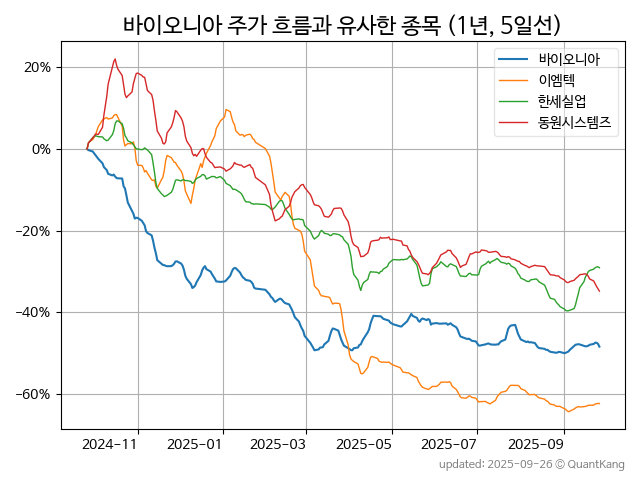 바이오니아 주가 흐름과 유사한 종목 (1년, 5일선)
바이오니아
이엠텍
한세실업
동원시스템즈
20%
0%
−20%
−40%
−60%
2024-11
2025-01
2025-03
2025-05
2025-07
2025-09
updated: 2025-09-26 © QuantKang